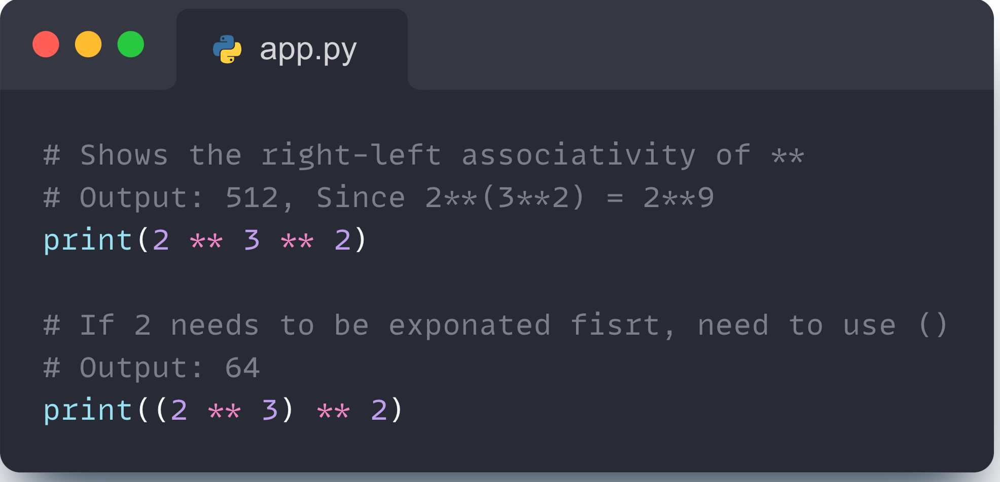 app.py
# Shows the right-left associativity of **
# Output: 512, Since 2**(3**2) = 2**9
print(2 ** 3 ** 2)
# If 2 needs to be exponated fisrt, need to use ()
# Output: 64
print((2 ** 3) ** 2)